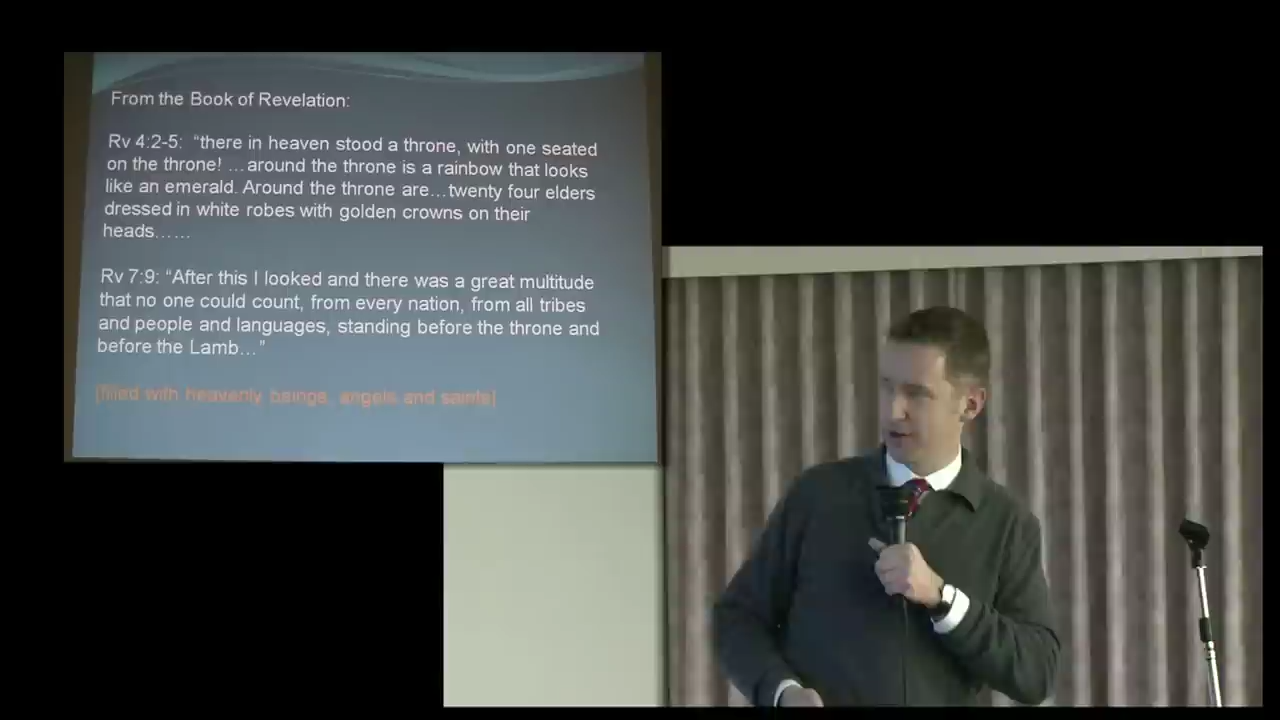 From the Book of Revelation:
Rv 4:2-5: “there in heaven stood a throne, with one seated
on the throne! …around the throne is a rainbow that looks
like an emerald. Around the throne are…twenty four elders
dressed in white robes with golden crowns on their
heads……
Rv 7:9: “After this I looked and there was a great multitude
that no one could count, from every nation, from all tribes
and people and languages, standing before the throne and
before the Lamb…”
[filled with heavenly beings, angels and saints]